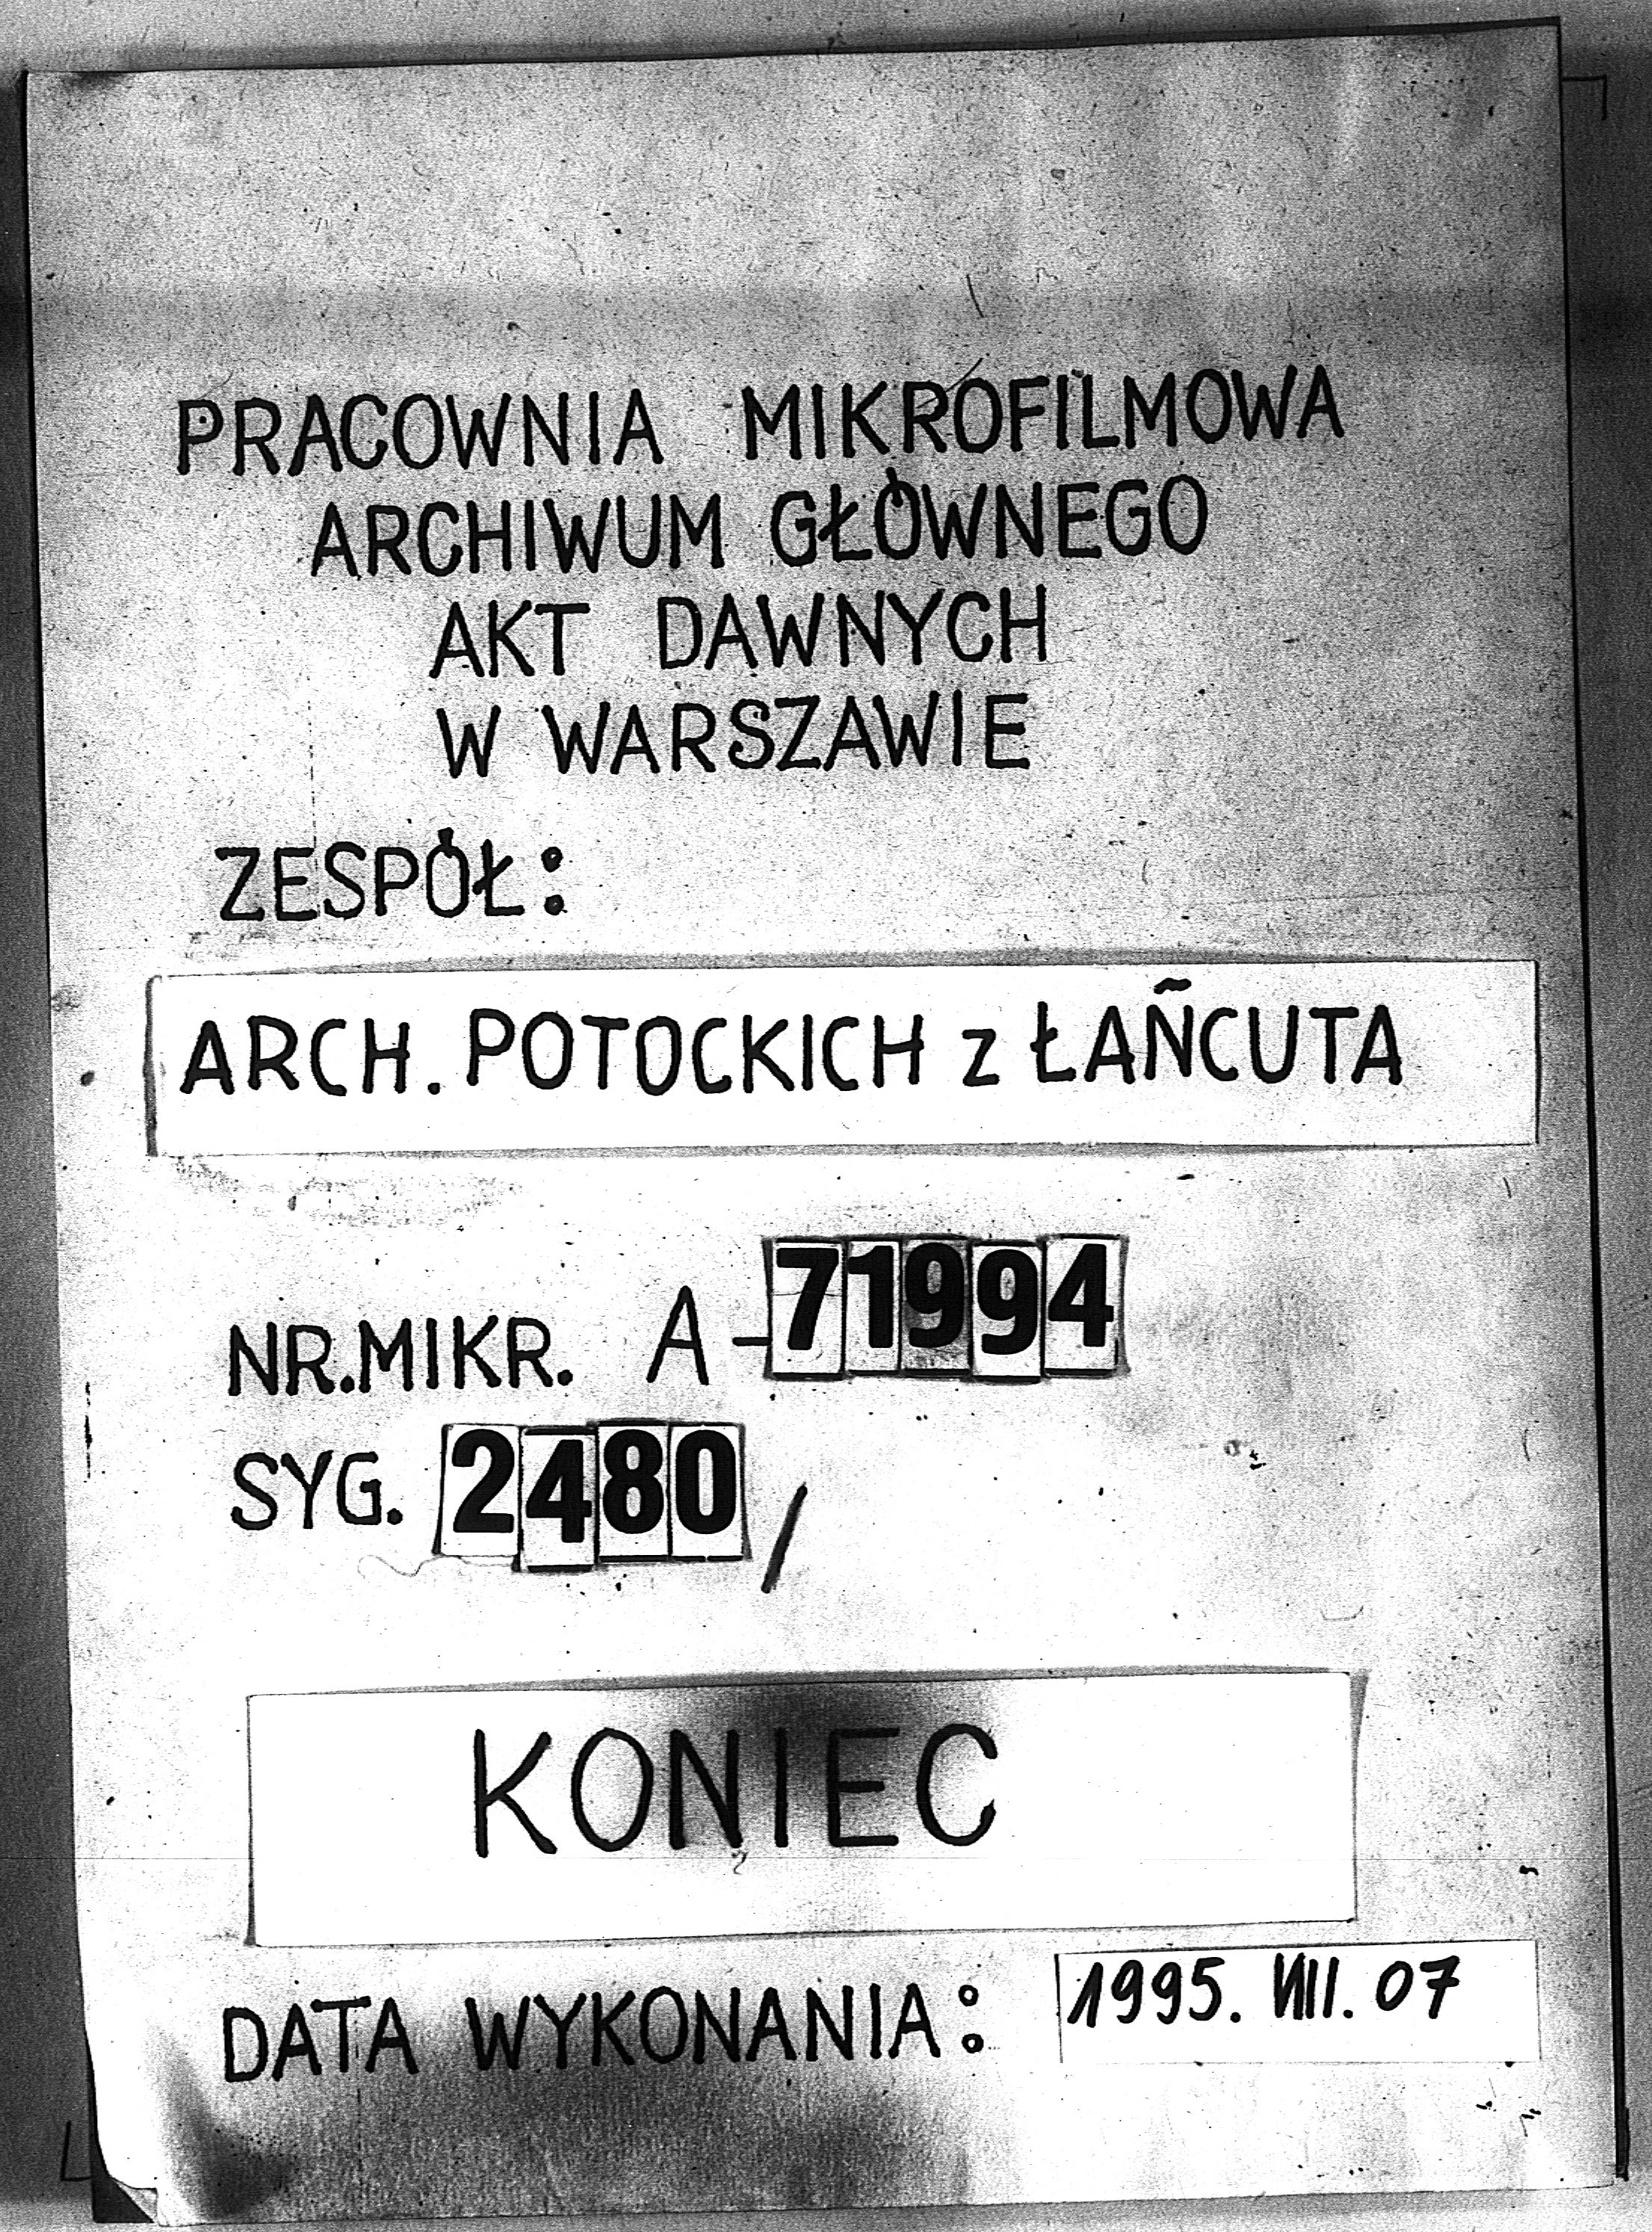 PRACOWNIA MIKROFILMOWA
ARCHIWUM GŁÓWNEGO
AKT DAWNYCH
W WARSZAWIE
ZESPÓŁ:
ARCH. POTOCKICH z ŁAŃCUTA
NR.MIKR. A-71994
SYG. 2480/
KONIEC
DATA WYKONANIA: 1995. VIII. 07